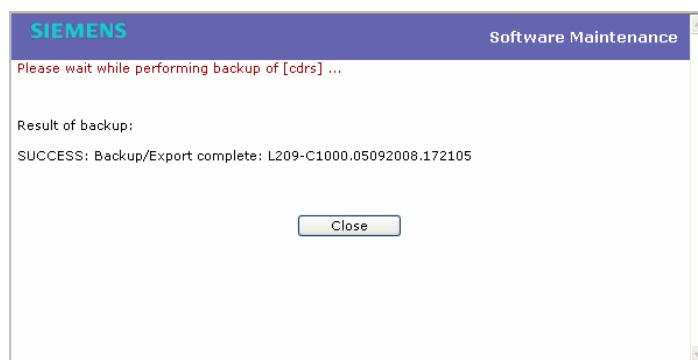 SIEMENS
Software Maintenance
Please wait while performing backup of [cdrs] ...
Result of backup:
SUCCESS: Backup/Export complete: L209-C1000.05092008.172105
Close